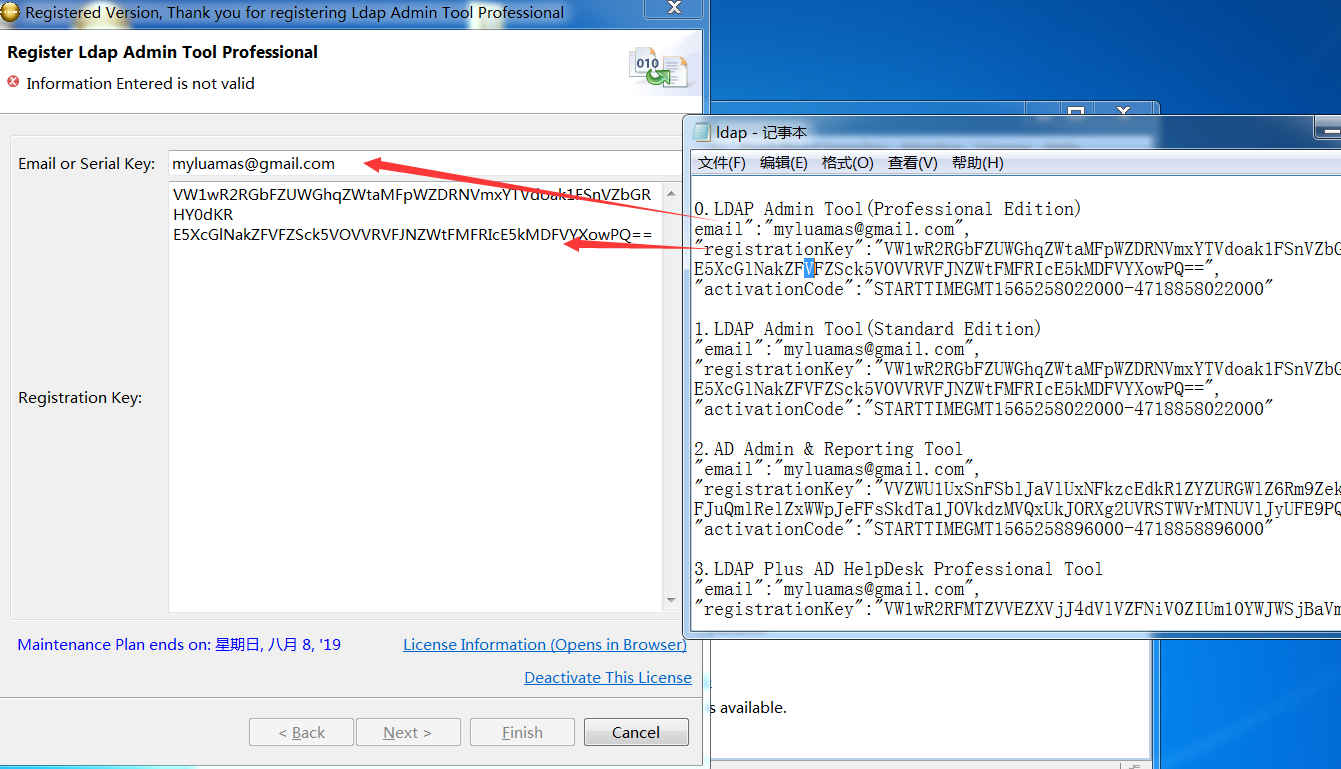 Registered Version, Thank you for registering Ldap Admin Tool Professional
Register Ldap Admin Tool Professional
Information Entered is not valid
010
Email or Serial Key:
myluamas@gmail.com
VW1wR2RGbFZUWGhqZWtaMFpWZDRNVmxYTVdoak1FSnVZbGR
HY0dKR
E5XcGlNakZFVFZSck5VOVVRVFJNZWtFMFRIcE5kMDFVYXowPQ==
Registration Key:
Maintenance Plan ends on: 星期日, 八月 8, '19
License Information (Opens in Browser)
Deactivate This License
< Back
Next >
Finish
Cancel
ldap - 记事本
文件(F) 编辑(E) 格式(O) 查看(V) 帮助(H)
0.LDAP Admin Tool(Professional Edition)
email":"myluamas@gmail.com",
"registrationKey":"VW1wR2RGbFZUWGhqZWtaMFpWZDRNVmxYTVdoak1FSnVZbG
E5XcGlNakZFVFZSck5VOVVRVFJNZWtFMFRIcE5kMDFVYXowPQ==",
"activationCode":"STARTTIMEGMT1565258022000-4718858022000"
1.LDAP Admin Tool(Standard Edition)
"email":"myluamas@gmail.com",
"registrationKey":"VW1wR2RGbFZUWGhqZWtaMFpWZDRNVmxYTVdoak1FSnVZbG
E5XcGlNakZFVFZSck5VOVVRVFJNZWtFMFRIcE5kMDFVYXowPQ==",
"activationCode":"STARTTIMEGMT1565258022000-4718858022000"
2.AD Admin & Reporting Tool
"email":"myluamas@gmail.com",
"registrationKey":"VVZWU1UxSnFSblJaVlUxNFkzcEdkR1ZYZURGWlZ6Rm9Zek
FJuQmlRelZxWWpJeFFsSkdTa1JOVkdzMVQxUkJORXg2UVRSTWVrMTNUVlJyUFE9PQ
"activationCode":"STARTTIMEGMT1565258896000-4718858896000"
3.LDAP Plus AD HelpDesk Professional Tool
"email":"myluamas@gmail.com",
"registrationKey":"VW1wR2RFMTZVVEZXVjJ4dVlVZFNiV0ZIUm10YWJWSjBaVm
s available.